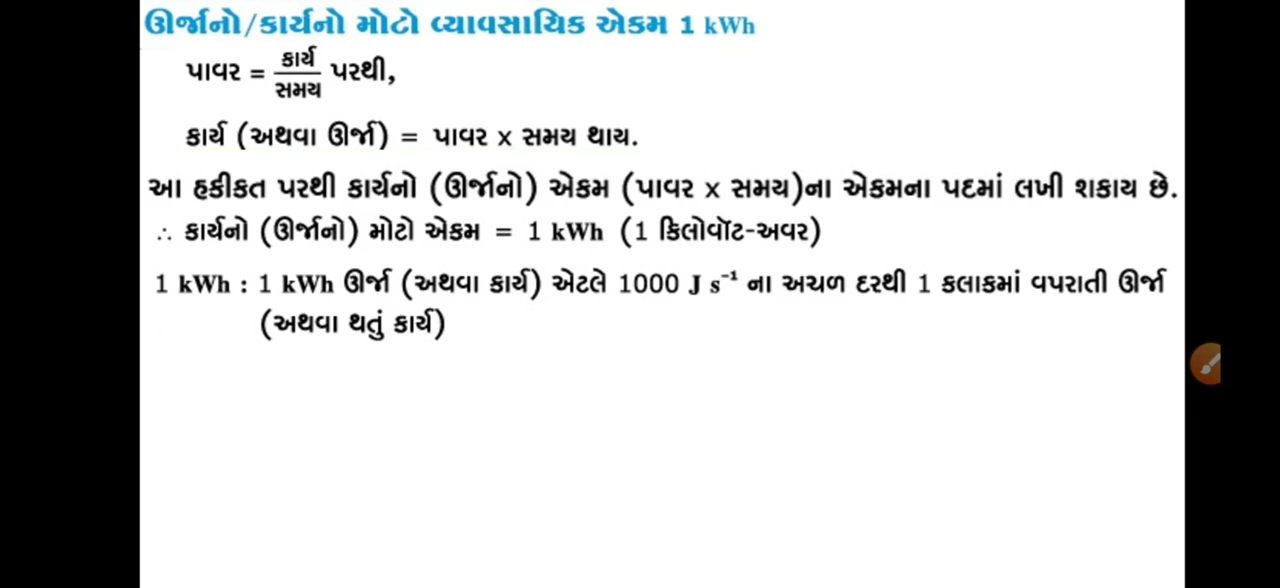 ઊર્જાનો/કાર્યનો મોટો વ્યાવસાયિક એકમ 1 kWh
પાવર = કાર્ય/સમય પરથી,
કાર્ય (અથવા ઊર્જા) = પાવર x સમય થાય.
આ હકીકત પરથી કાર્યનો (ઊર્જાનો) એકમ (પાવર x સમય)ના એકમના પદમાં લખી શકાય છે.
∴ કાર્યનો (ઊર્જાનો) મોટો એકમ = 1 kWh (1 કિલોવૉટ-અવર)
1 kWh : 1 kWh ઊર્જા (અથવા કાર્ય) એટલે 1000 J s⁻¹ ના અચળ દરથી 1 કલાકમાં વપરાતી ઊર્જા
(અથવા થતું કાર્ય)